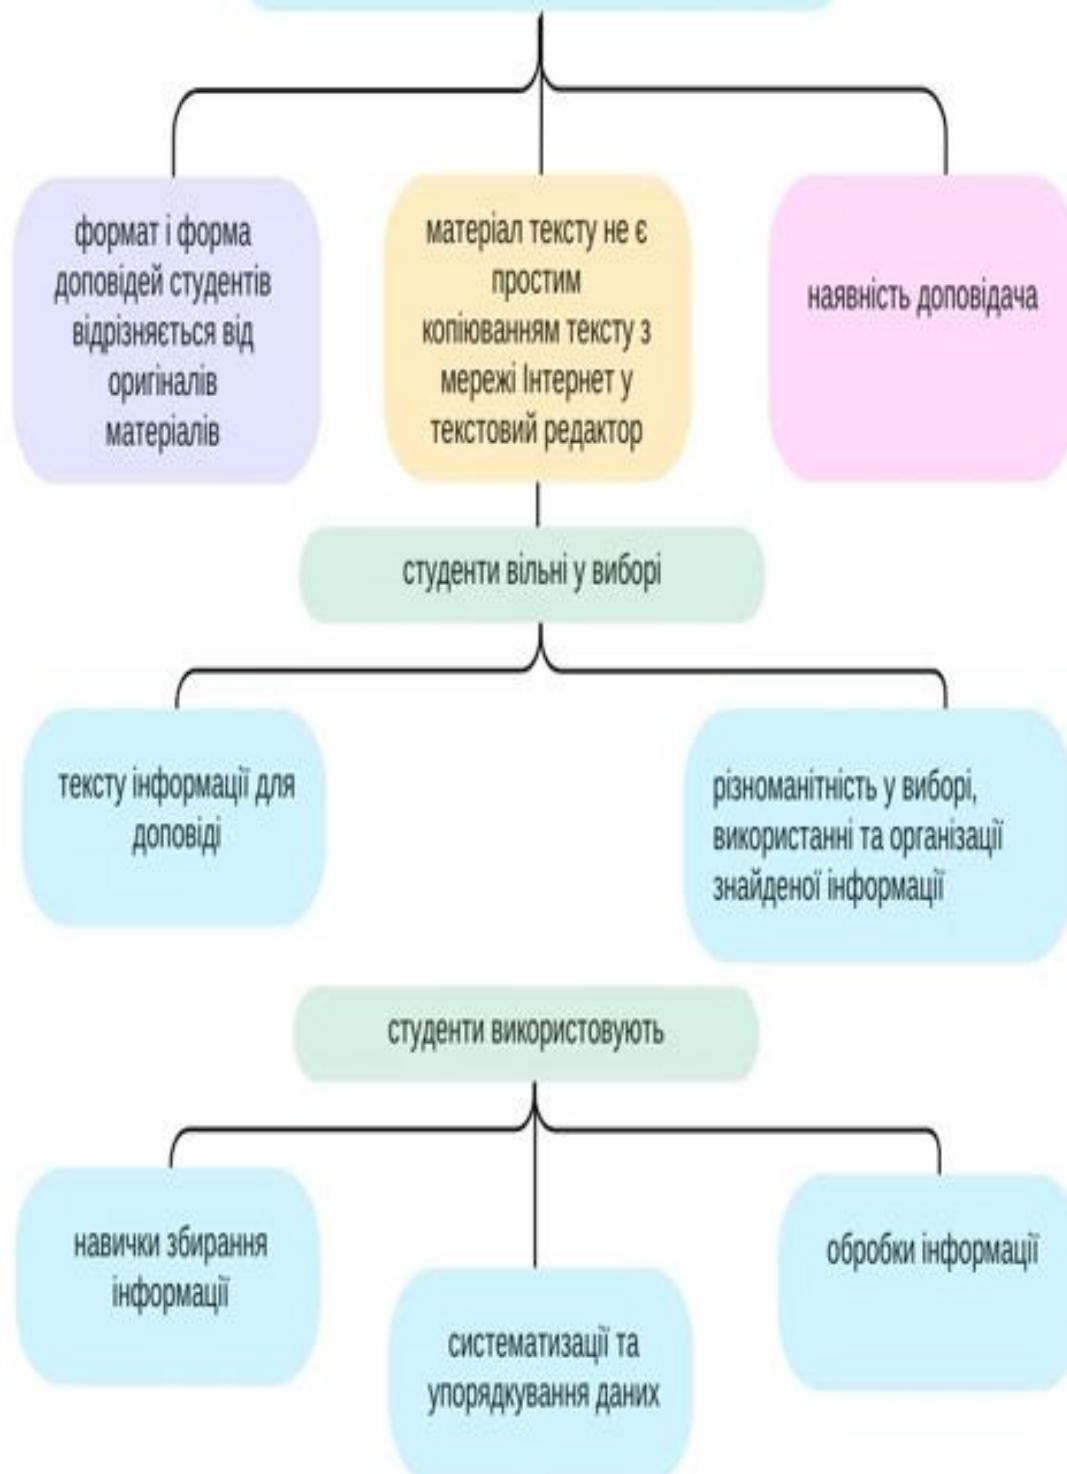 формат і форма
доповідей студентів
відрізняється від
оригіналів
матеріалів
матеріал тексту не є
простим
копіюванням тексту з
мережі Інтернет у
текстовий редактор
наявність доповідача
студенти вільні у виборі
тексту інформації для
доповіді
різноманітність у виборі,
використанні та організації
знайденої інформації
студенти використовують
навички збирання
інформації
систематизації та
упорядкування даних
обробки інформації